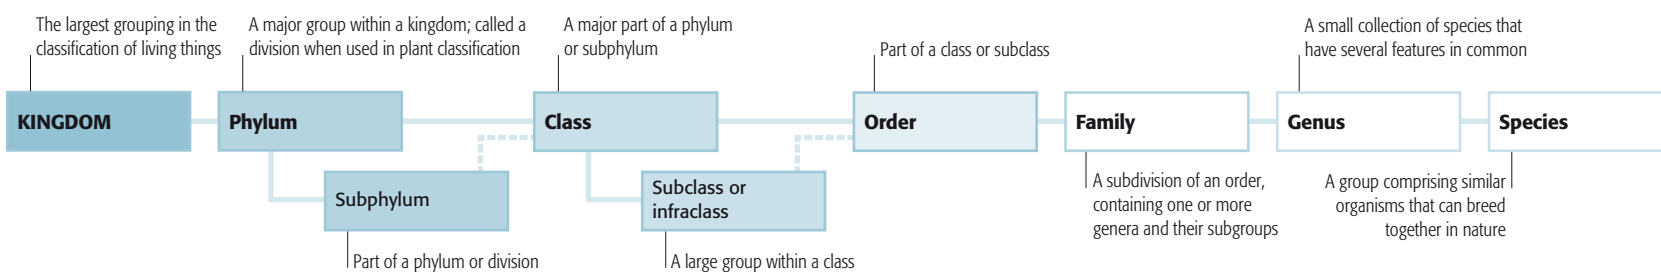 The largest grouping in the
classification of living things
A major group within a kingdom; called a
division when used in plant classification
A major part of a phylum
or subphylum
Part of a class or subclass
A small collection of species that
have several features in common
KINGDOM
Phylum
Class
Order
Family
Genus
Species
Subphylum
Subclass or
infraclass
A subdivision of an order,
containing one or more
genera and their subgroups
A group comprising similar
organisms that can breed
together in nature
Part of a phylum or division
A large group within a class